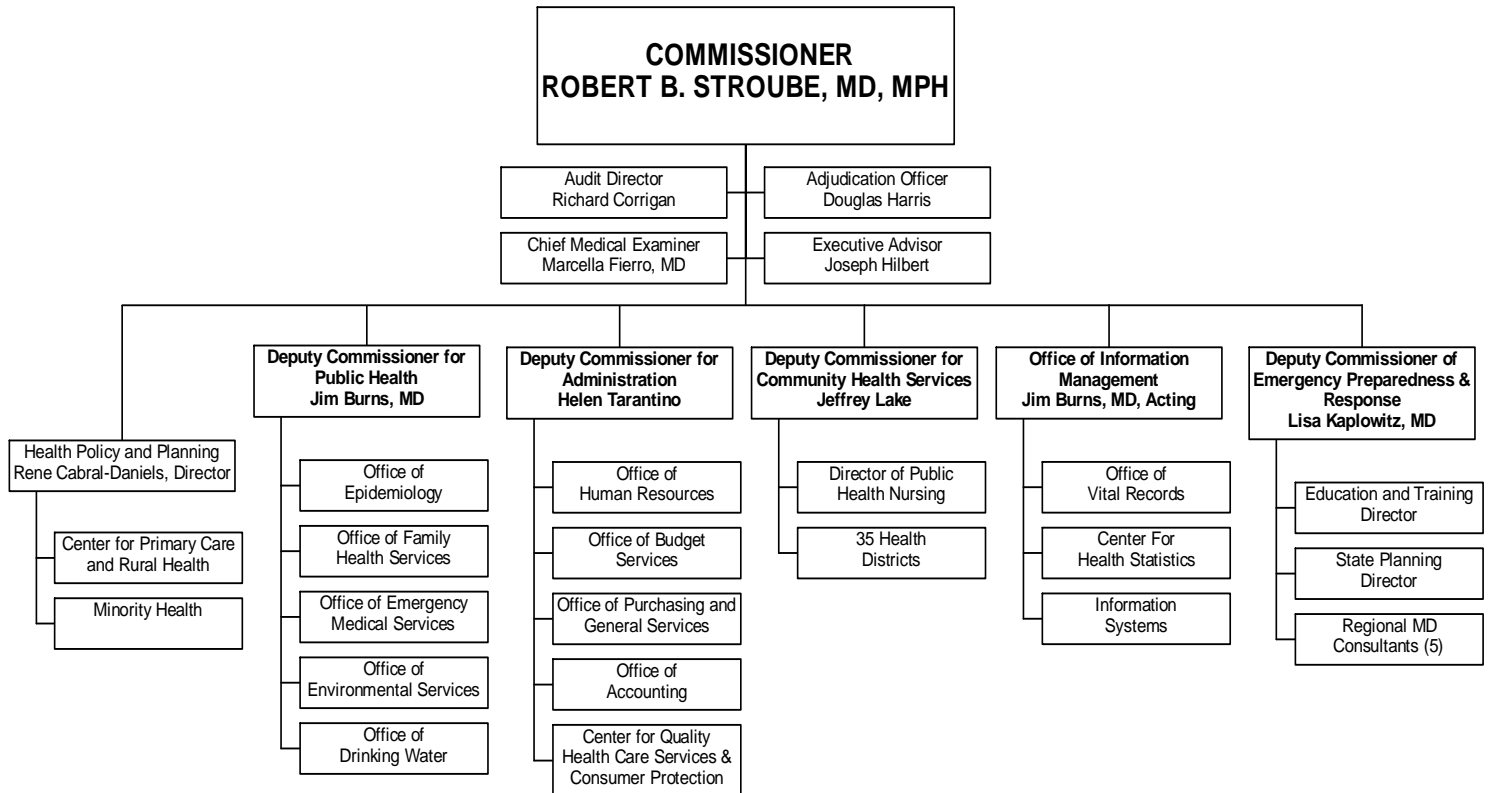 COMMISSIONER
ROBERT B. STROUBE, MD, MPH
Audit Director
Richard Corrigan
Adjudication Officer
Douglas Harris
Chief Medical Examiner
Marcella Fierro, MD
Executive Advisor
Joseph Hilbert
Health Policy and Planning
Rene Cabral-Daniels, Director
Center for Primary Care
and Rural Health
Minority Health
Deputy Commissioner for
Public Health
Jim Burns, MD
Office of
Epidemiology
Office of Family
Health Services
Office of Emergency
Medical Services
Office of
Environmental Services
Office of
Drinking Water
Deputy Commissioner for
Administration
Helen Tarantino
Office of
Human Resources
Office of Budget
Services
Office of Purchasing and
General Services
Office of
Accounting
Center for Quality
Health Care Services &
Consumer Protection
Deputy Commissioner for
Community Health Services
Jeffrey Lake
Director of Public
Health Nursing
35 Health
Districts
Office of Information
Management
Jim Burns, MD, Acting
Office of
Vital Records
Center For
Health Statistics
Information
Systems
Deputy Commissioner of
Emergency Preparedness &
Response
Lisa Kaplowitz, MD
Education and Training
Director
State Planning
Director
Regional MD
Consultants (5)